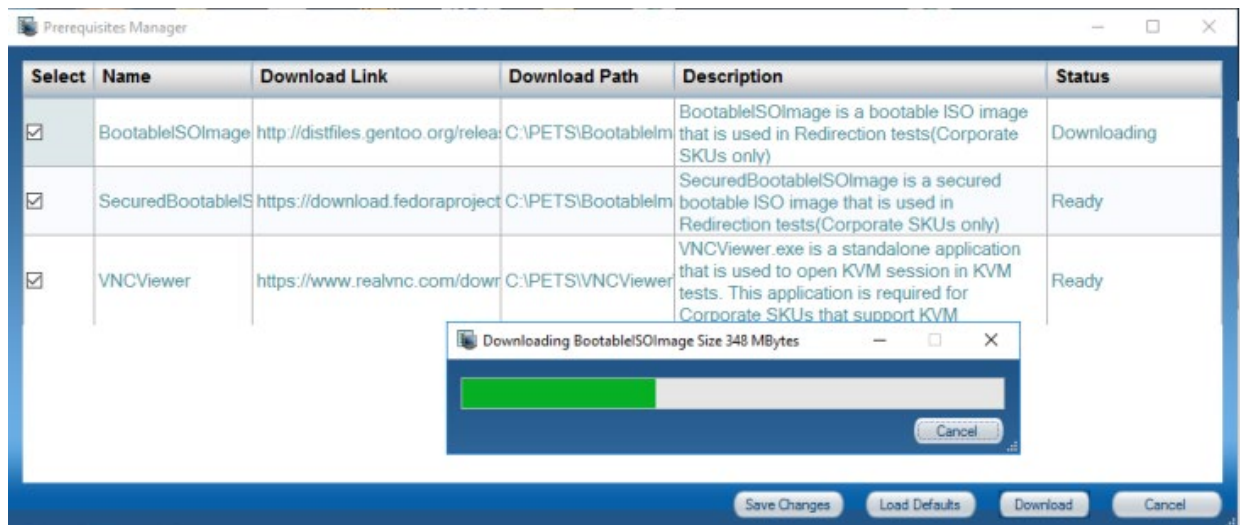 Prerequisites Manager
Select Name Download Link Download Path Description Status
BootableISOImage http://distfiles.gentoo.org/relea C:\PETS\BootableIm BootableISOImage is a bootable ISO image Downloading
that is used in Redirection tests(Corporate
SKUs only)
SecuredBootableIS https://download.fedoraproject C:\PETS\BootableIm SecuredBootableISOImage is a secured Ready
bootable ISO image that is used in
Redirection tests(Corporate SKUs only)
VNCViewer https://www.realvnc.com/dowr C:\PETS\VNCViewer VNCViewer.exe is a standalone application Ready
that is used to open KVM session in KVM
tests. This application is required for
Corporate SKUs that support KVM
Downloading BootableISOImage Size 348 MBytes
Cancel
Save Changes Load Defaults Download Cancel